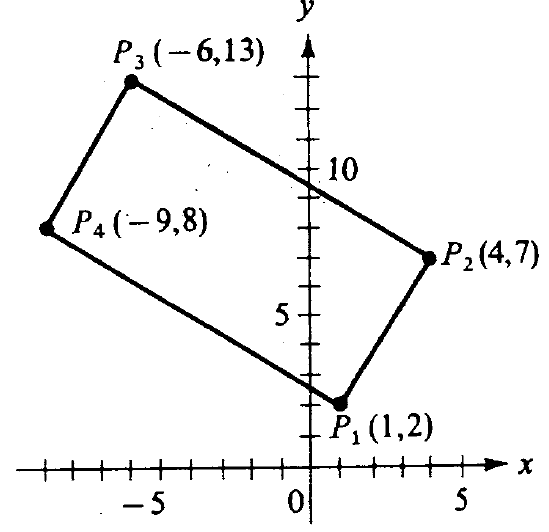 y
P₃ (−6,13)
10
P₄ (−9,8)
P₂ (4,7)
5
P₁ (1,2)
x
−5
0
5